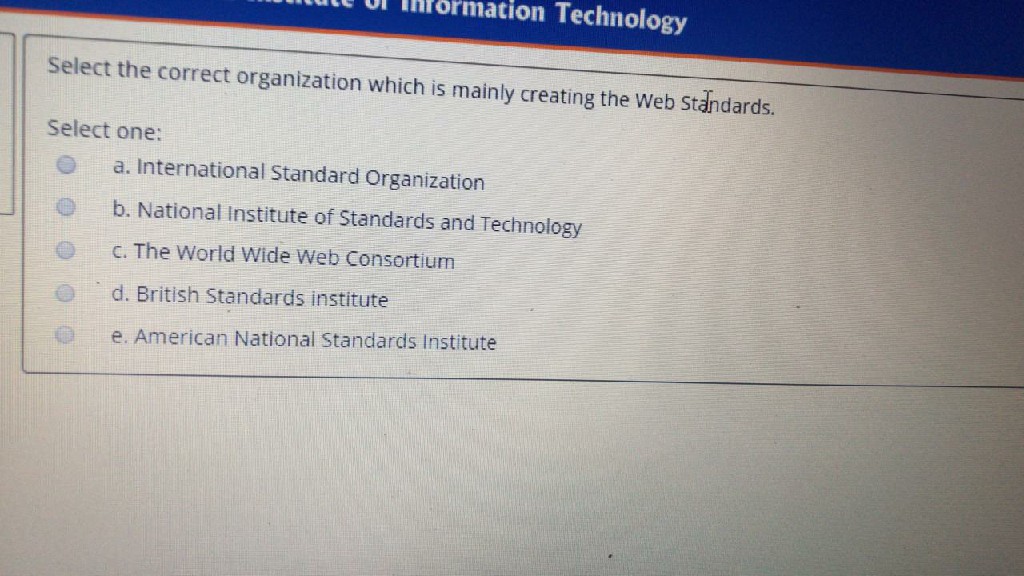 of Information Technology
Select the correct organization which is mainly creating the Web Standards.
Select one:
a. International Standard Organization
b. National Institute of Standards and Technology
c. The World Wide Web Consortium
d. British Standards institute
e. American National Standards Institute